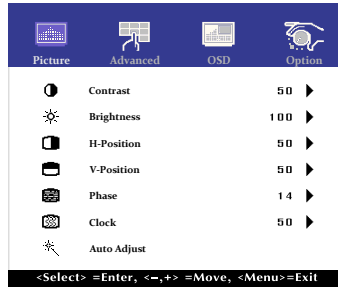 Picture Advanced OSD Option
Contrast 50
Brightness 100
H-Position 50
V-Position 50
Phase 14
Clock 50
Auto Adjust
<Select> =Enter, <−,+> =Move, <Menu>=Exit